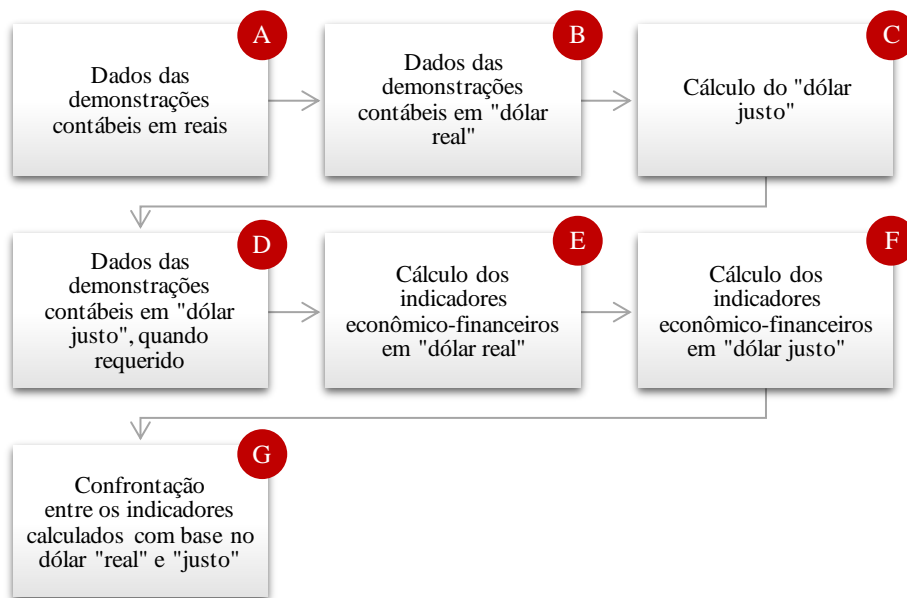 A
Dados das
demonstrações
contábeis em reais
B
Dados das
demonstrações
contábeis em "dólar
real"
C
Cálculo do "dólar
justo"
D
Dados das
demonstrações
contábeis em "dólar
justo", quando
requerido
E
Cálculo dos
indicadores
econômico-financeiros
em "dólar real"
F
Cálculo dos
indicadores
econômico-financeiros
em "dólar justo"
G
Confrontação
entre os indicadores
calculados com base no
dólar "real" e "justo"